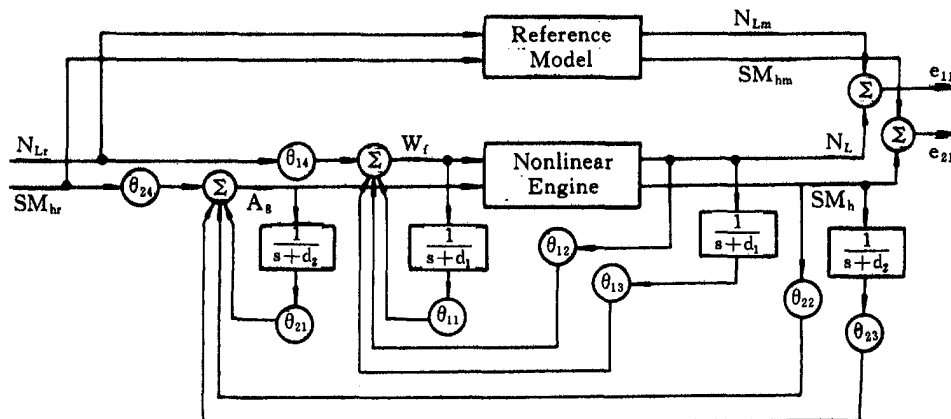 N_Lm
Reference
Model
SM_hm
e_11
N_Lr
θ_14
Σ
W_f
Nonlinear
Engine
N_L
Σ
Σ
e_21
SM_hr
θ_24
Σ
A_8
SM_h
1
s+d_2
1
s+d_1
θ_12
1
s+d_1
1
s+d_2
θ_13
θ_21
θ_11
θ_22
θ_23